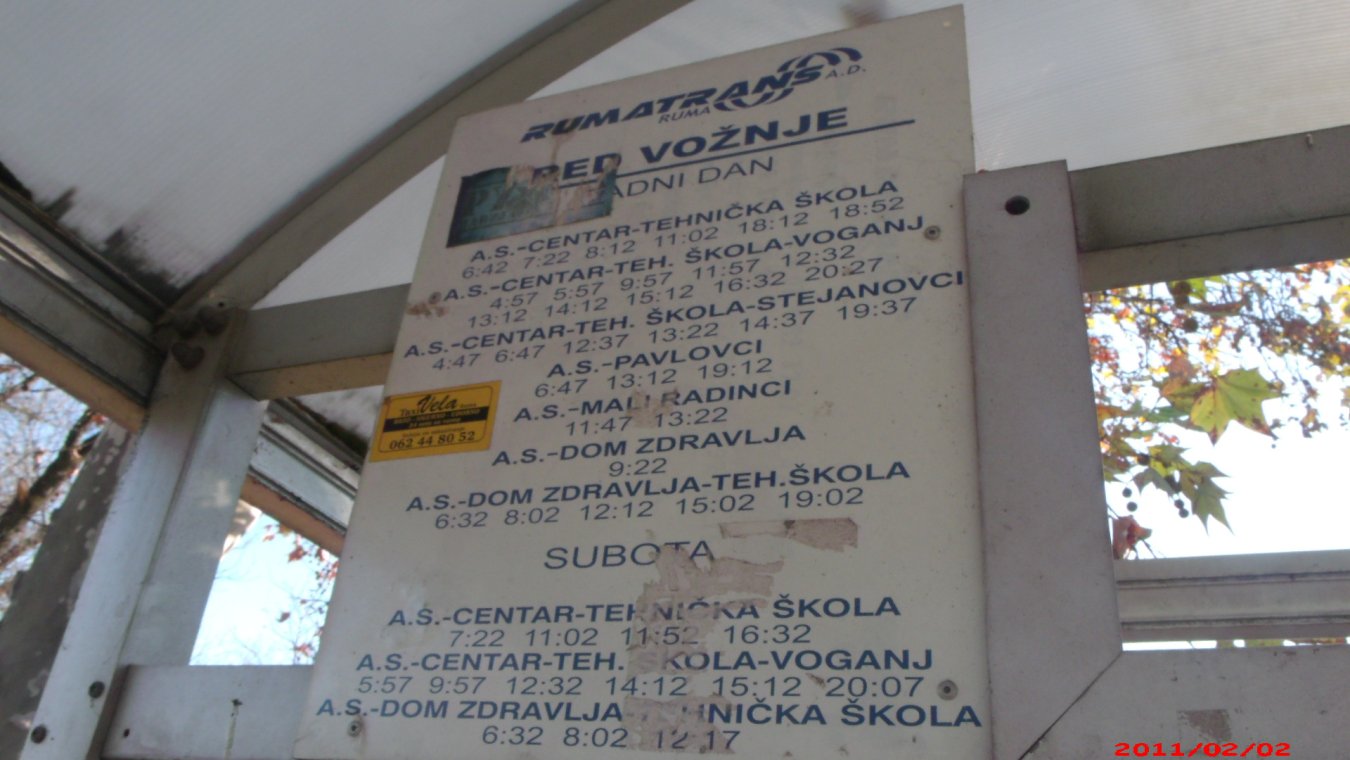 RUMATRANS A.D.
RUMA
RED VOŽNJE
ADNI DAN
A.S.-CENTAR-TEHNIČKA ŠKOLA
6:42 7:22 8:12 11:02 18:12 18:52
A.S.-CENTAR-TEH. ŠKOLA-VOGANJ
4:57 5:57 9:57 11:57 12:32
13:12 14:12 15:12 16:32 20:27
A.S.-CENTAR-TEH. ŠKOLA-STEJANOVCI
4:47 6:47 12:37 13:22 14:37 19:37
A.S.-PAVLOVCI
6:47 13:12 19:12
A.S.-MALI RADINCI
11:47 13:22
A.S.-DOM ZDRAVLJA
9:22
A.S.-DOM ZDRAVLJA-TEH.ŠKOLA
6:32 8:02 12:12 15:02 19:02
Taxi Vela
062 44 80 52
SUBOTA
A.S.-CENTAR-TEHNIČKA ŠKOLA
7:22 11:02 11:52 16:32
A.S.-CENTAR-TEH. ŠKOLA-VOGANJ
5:57 9:57 12:32 14:12 15:12 20:07
A.S.-DOM ZDRAVLJA-TEHNIČKA ŠKOLA
6:32 8:02 12:17
2011/02/02